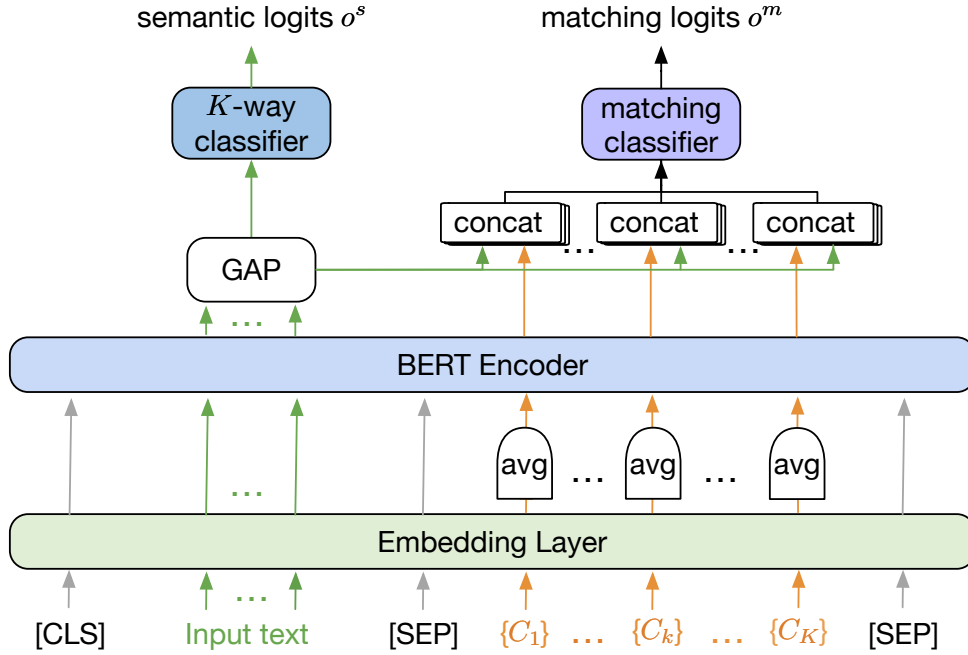 semantic logits o^s
matching logits o^m
K-way
classifier
matching
classifier
concat
concat
concat
... ...
GAP
...
BERT Encoder
avg ... avg ... avg
...
Embedding Layer
...
[CLS] Input text [SEP] {C_1} ... {C_k} ... {C_K} [SEP]